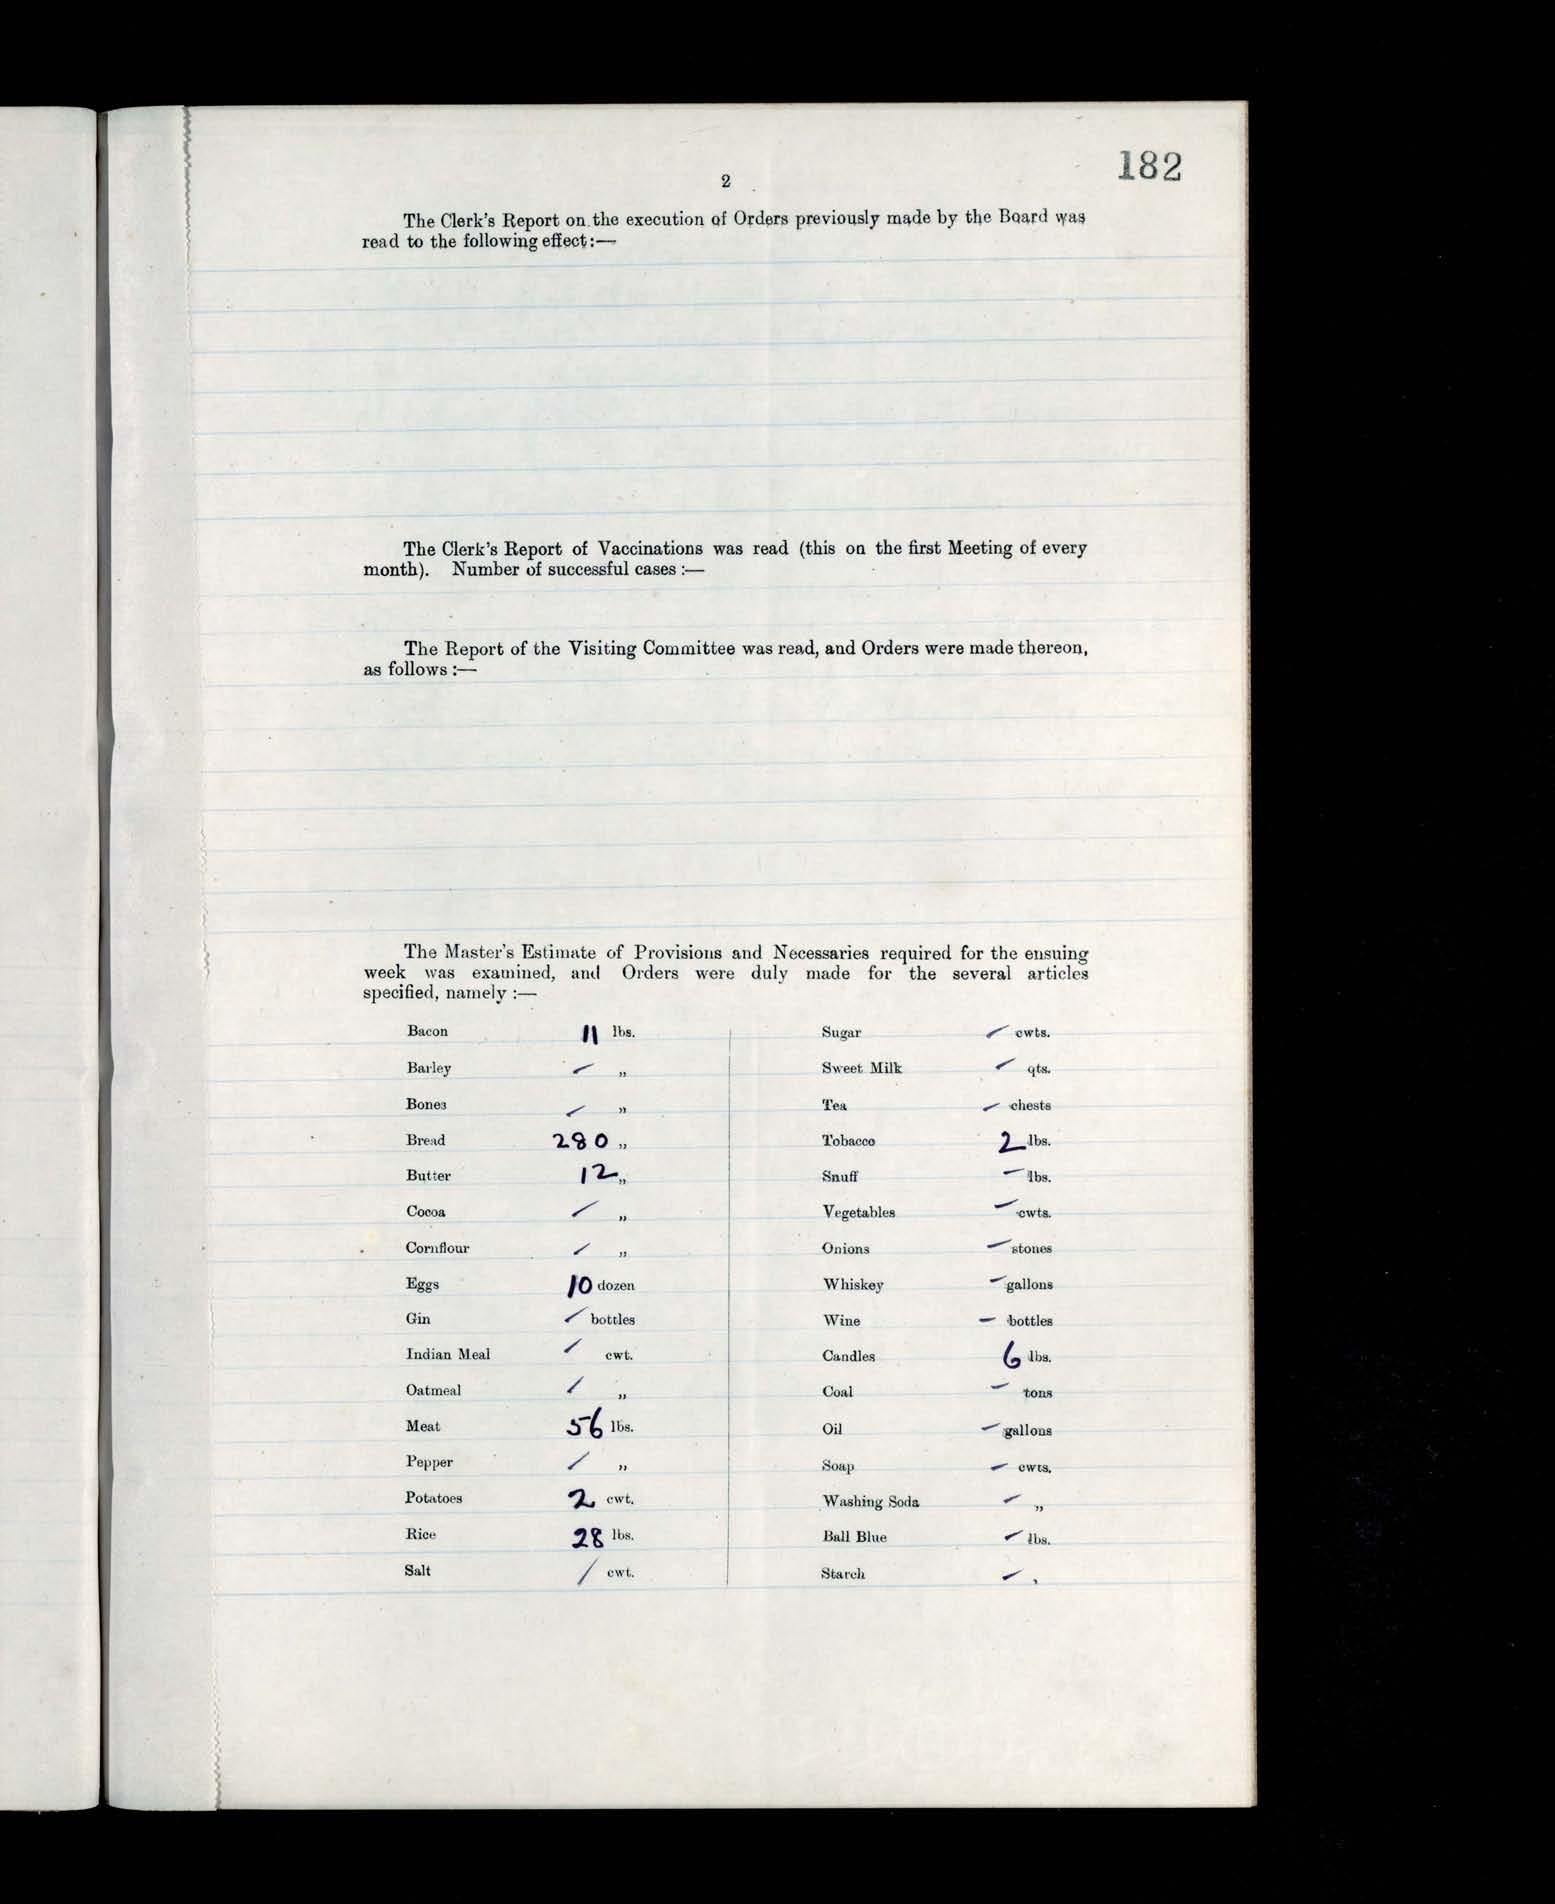 182
2
The Clerk's Report on the execution of Orders previously made by the Board was
read to the following effect:—
The Clerk's Report of Vaccinations was read (this on the first Meeting of every
month). Number of successful cases :—
The Report of the Visiting Committee was read, and Orders were made thereon,
as follows :—
The Master's Estimate of Provisions and Necessaries required for the ensuing
week was examined, and Orders were duly made for the several articles
specified, namely :—
Bacon 11 lbs.
Barley – „
Bones – „
Bread 280 „
Butter 12 „
Cocoa – „
Cornflour – „
Eggs 10 dozen
Gin – bottles
Indian Meal – cwt.
Oatmeal – „
Meat 56 lbs.
Pepper – „
Potatoes 2 cwt.
Rice 28 lbs.
Salt / cwt.
Sugar – cwts.
Sweet Milk – qts.
Tea – chests
Tobacco 2 lbs.
Snuff – lbs.
Vegetables – cwts.
Onions – stones
Whiskey – gallons
Wine – bottles
Candles 6 lbs.
Coal – tons
Oil – gallons
Soap – cwts.
Washing Soda – „
Ball Blue – lbs.
Starch – ,